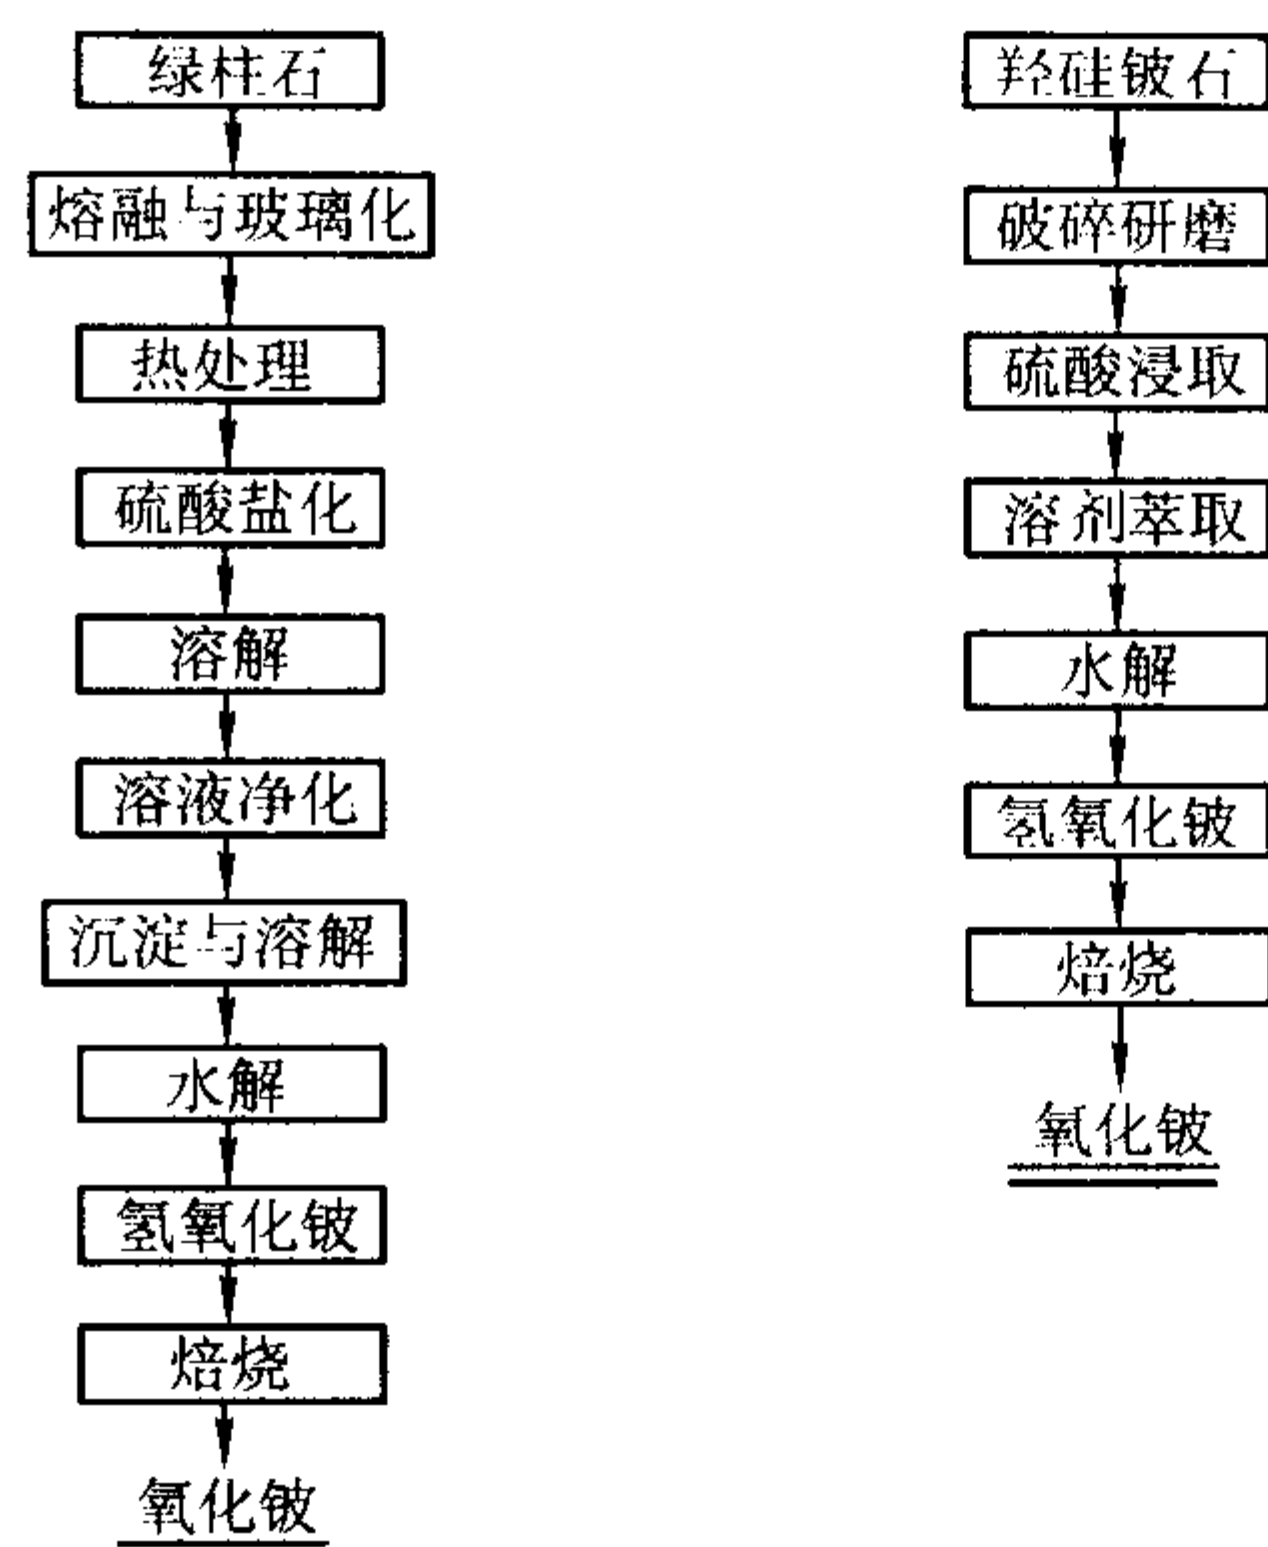 绿柱石
熔融与玻璃化
热处理
硫酸盐化
溶解
溶液净化
沉淀与溶解
水解
氢氧化铍
焙烧
氧化铍
羟硅铍石
破碎研磨
硫酸浸取
溶剂萃取
水解
氢氧化铍
焙烧
氧化铍